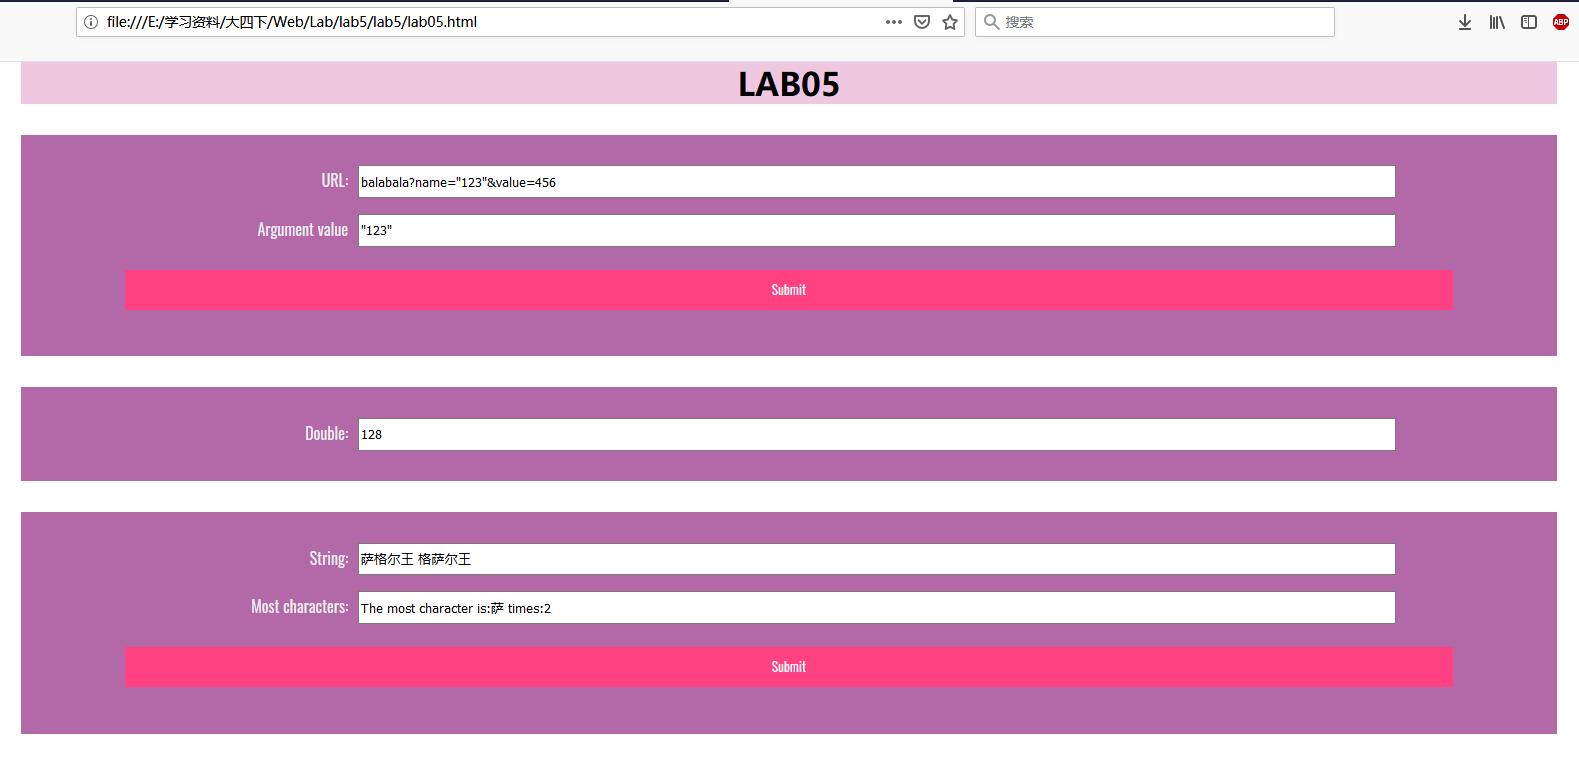 file:///E:/学习资料/大四下/Web/Lab/lab5/lab5/lab05.html
搜索
ABP
LAB05
URL: balabala?name="123"&value=456
Argument value "123"
Submit
Double: 128
String: 萨格尔王 格萨尔王
Most characters: The most character is:萨 times:2
Submit